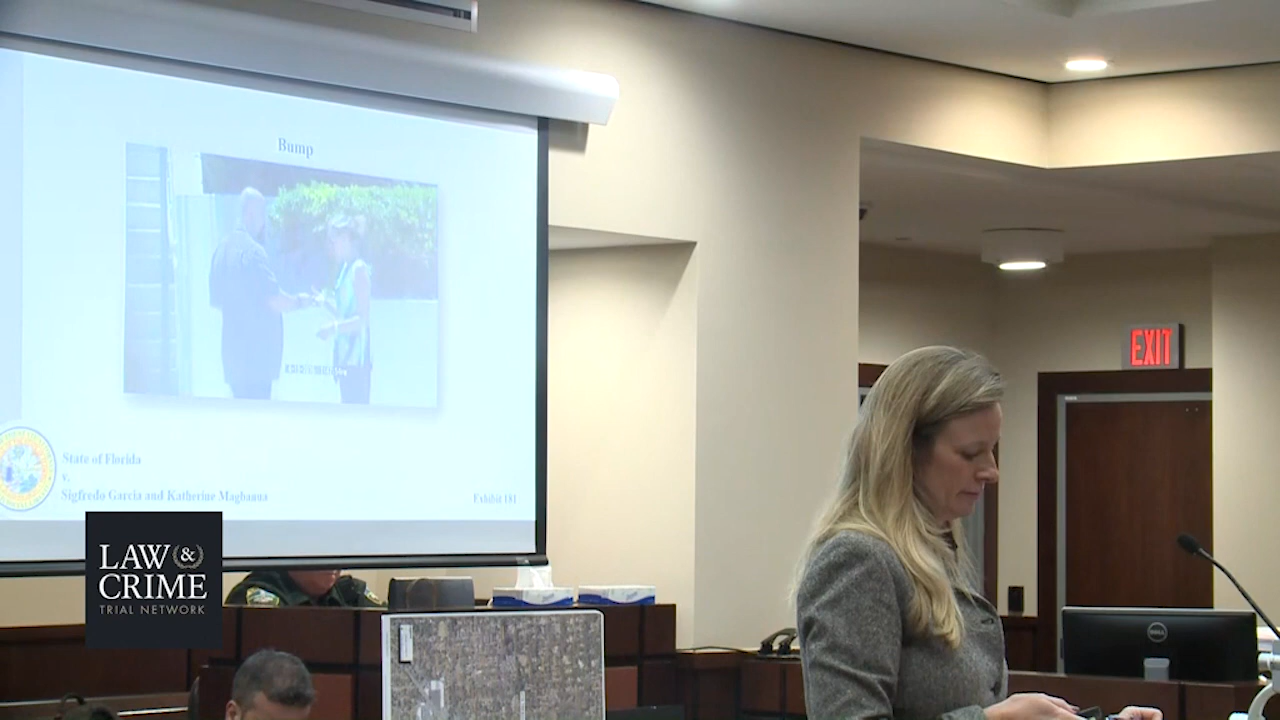 Bump
State of Florida
v.
Sigfredo Garcia and Katherine Magbanua
Exhibit 181
LAW &
CRIME
TRIAL NETWORK
EXIT
DELL